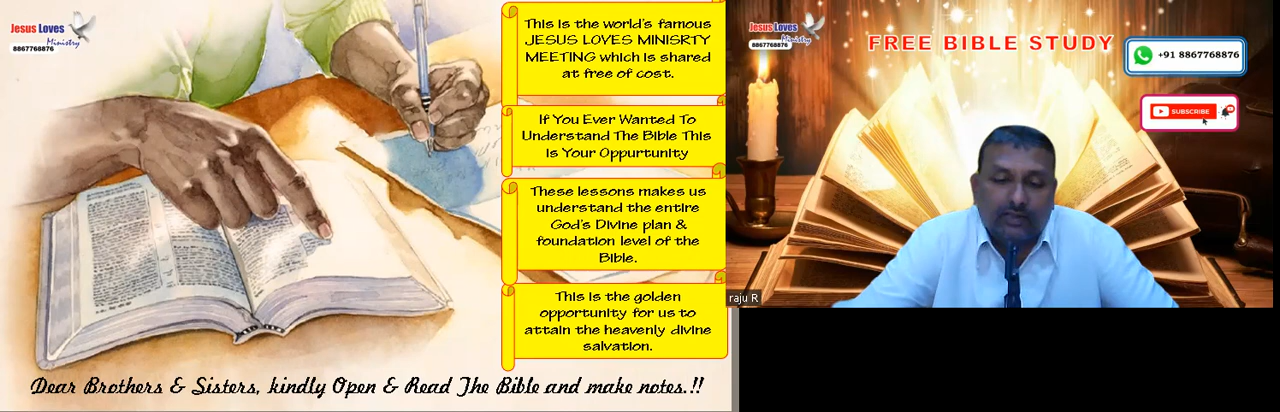 Jesus Loves
Ministry
8867768876
This is the world's famous
JESUS LOVES MINISRTY
MEETING which is shared
at free of cost.
If You Ever Wanted To
Understand The Bible This
is Your Oppurtunity
These lessons makes us
understand the entire
God's Divine plan &
foundation level of the
Bible.
This is the golden
opportunity for us to
attain the heavenly divine
salvation.
Dear Brothers & Sisters, kindly Open & Read The Bible and make notes.!!
Jesus Loves
Ministry
8867768876
FREE BIBLE STUDY
+91 8867768876
SUBSCRIBE
raju R